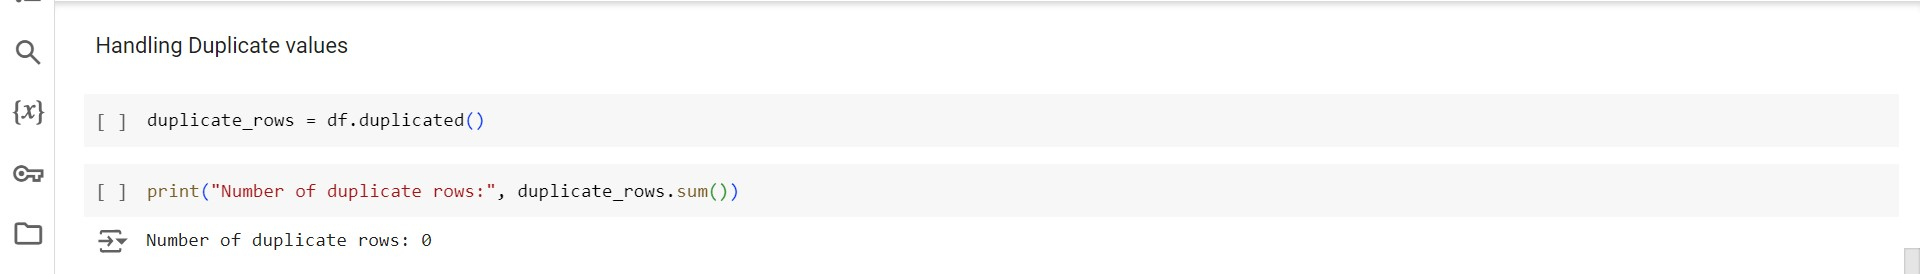 Handling Duplicate values
{x}
[ ] duplicate_rows = df.duplicated()
[ ] print("Number of duplicate rows:", duplicate_rows.sum())
Number of duplicate rows: 0